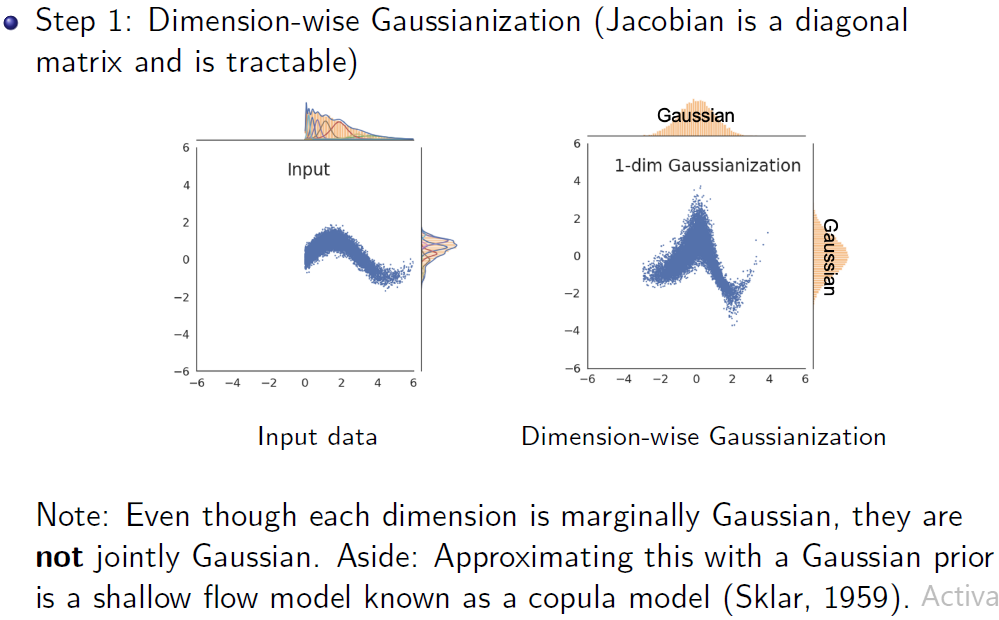 Step 1: Dimension-wise Gaussianization (Jacobian is a diagonal
matrix and is tractable)
Gaussian
6
Input
4
2
0
−2
−4
−6
−6 −4 −2 0 2 4 6
6
1-dim Gaussianization
4
2
0
−2
−4
−6
−6 −4 −2 0 2 4 6
Gaussian
Input data
Dimension-wise Gaussianization
Note: Even though each dimension is marginally Gaussian, they are
not jointly Gaussian. Aside: Approximating this with a Gaussian prior
is a shallow flow model known as a copula model (Sklar, 1959). Activa